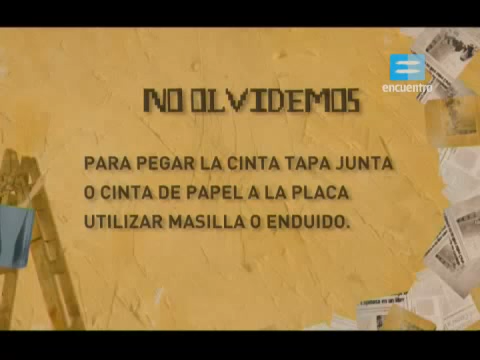 NO OLVIDEMOS
encuentro
PARA PEGAR LA CINTA TAPA JUNTA
O CINTA DE PAPEL A LA PLACA
UTILIZAR MASILLA O ENDUIDO.